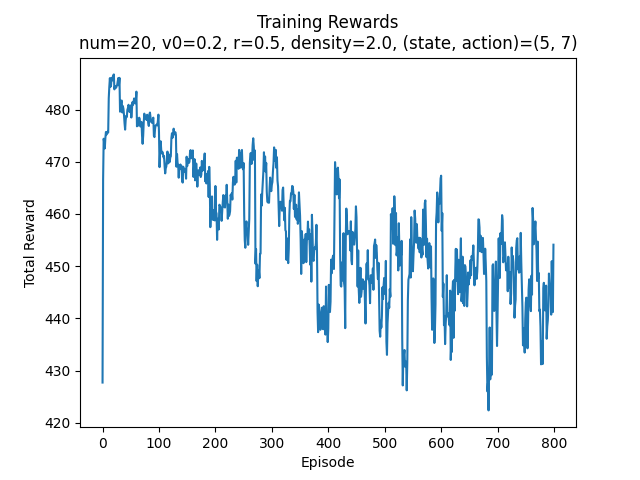 Training Rewards
num=20, v0=0.2, r=0.5, density=2.0, (state, action)=(5, 7)
Total Reward
480
470
460
450
440
430
420
0 100 200 300 400 500 600 700 800
Episode